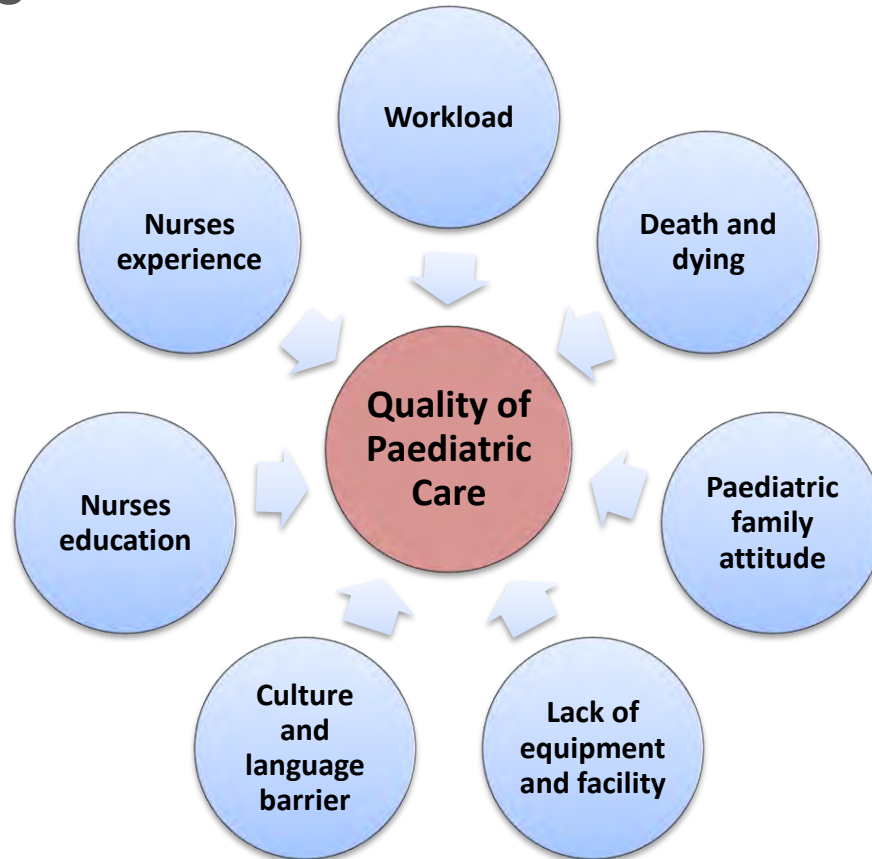 Workload
Death and
dying
Paediatric
family
attitude
Lack of
equipment
and facility
Culture
and
language
barrier
Nurses
education
Nurses
experience
Quality of
Paediatric
Care